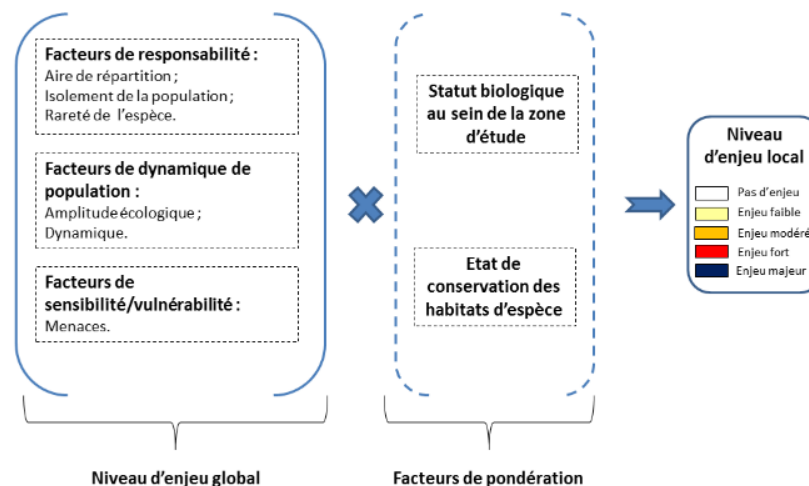 Facteurs de responsabilité :
Aire de répartition ;
Isolement de la population ;
Rareté de l'espèce.
Facteurs de dynamique de
population :
Amplitude écologique ;
Dynamique.
Facteurs de
sensibilité/vulnérabilité :
Menaces.
Niveau d'enjeu global
Statut biologique
au sein de la zone
d'étude
Etat de
conservation des
habitats d'espèce
Facteurs de pondération
Niveau
d'enjeu local
Pas d'enjeu
Enjeu faible
Enjeu modéré
Enjeu fort
Enjeu majeur